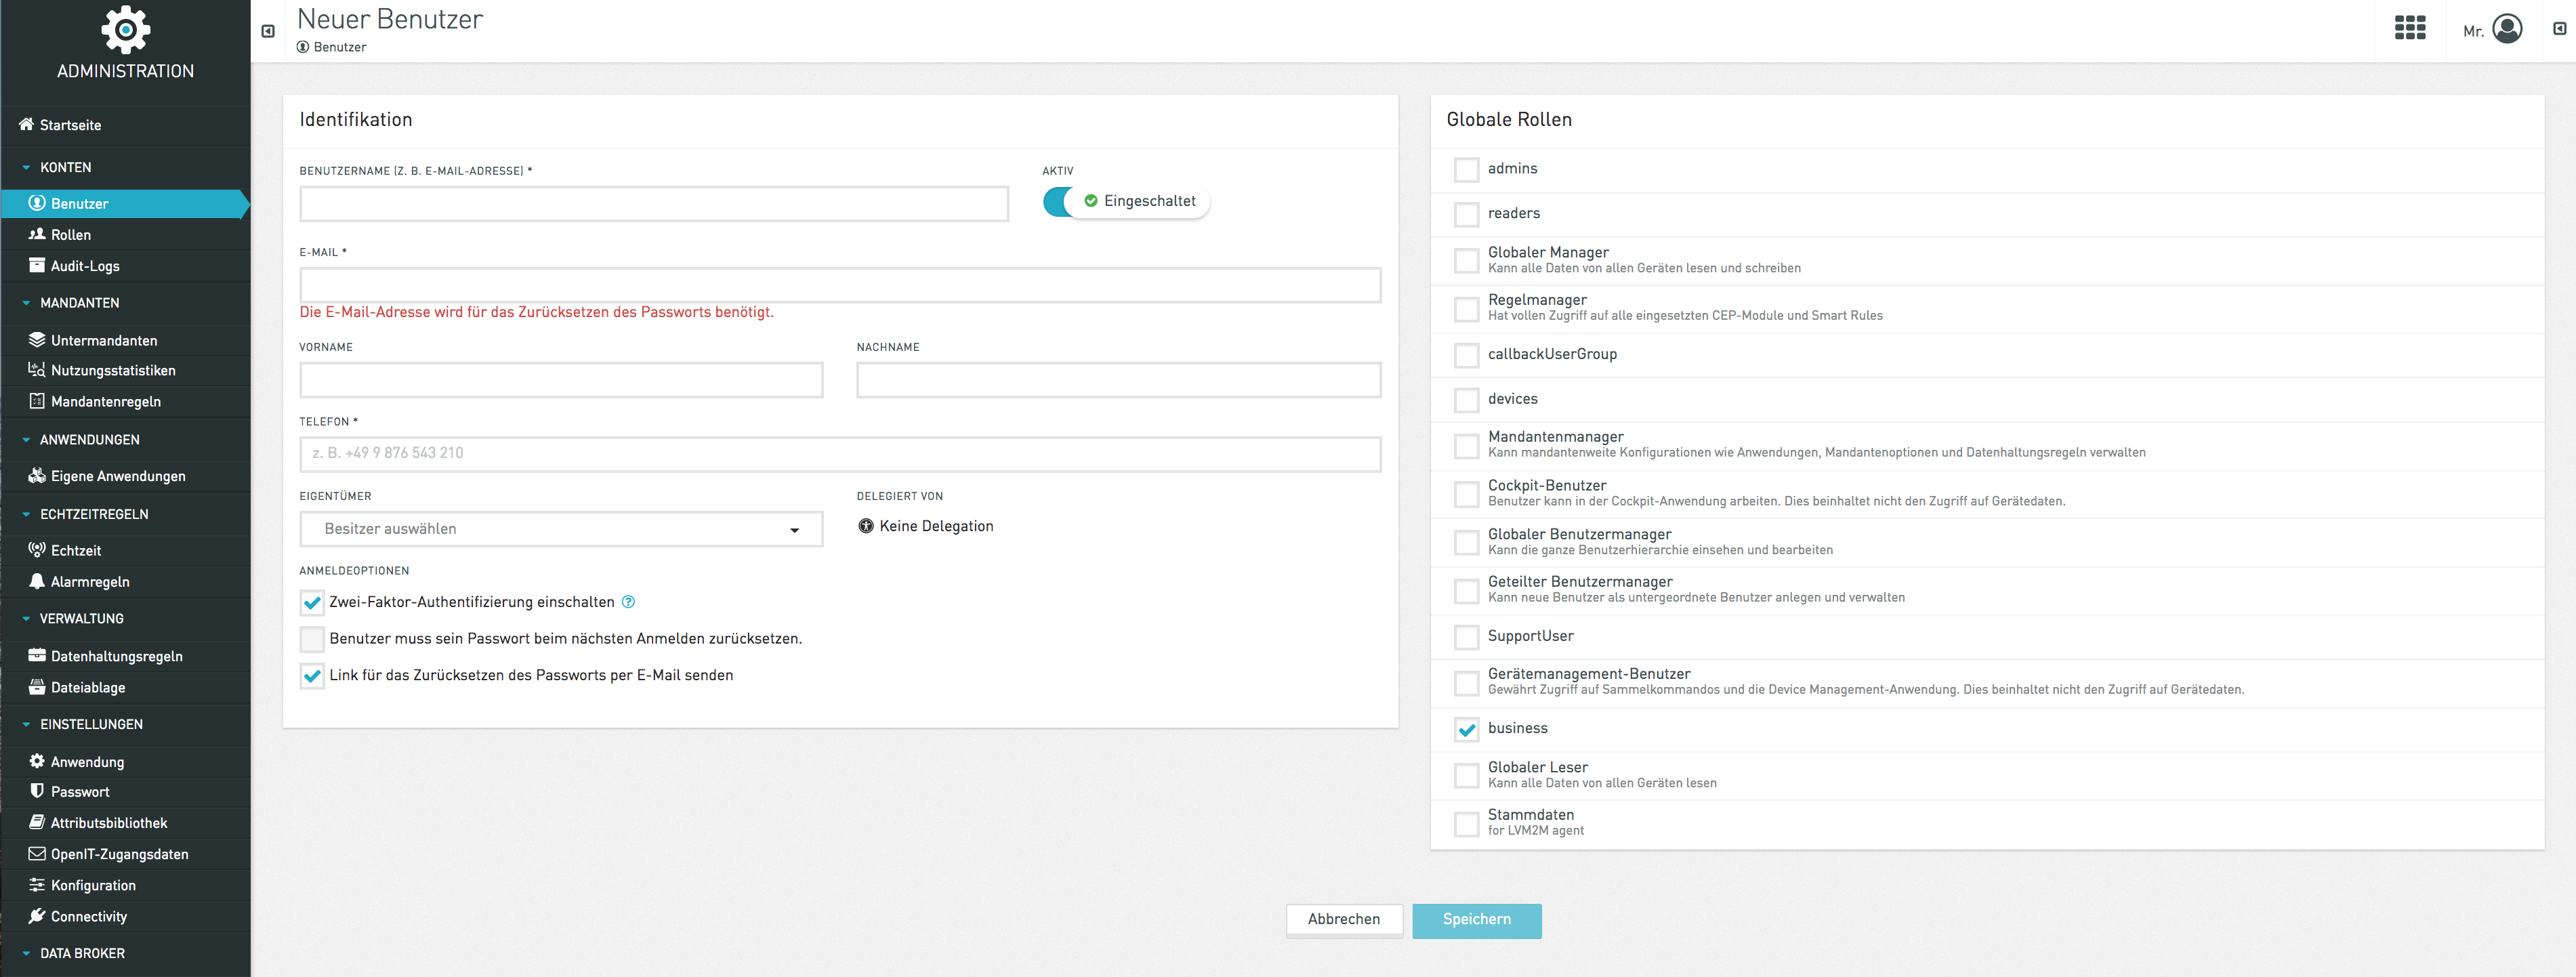 ADMINISTRATION
Startseite
KONTEN
Benutzer
Rollen
Audit-Logs
MANDANTEN
Untermandanten
Nutzungsstatistiken
Mandantenregeln
ANWENDUNGEN
Eigene Anwendungen
ECHTZEITREGELN
Echtzeit
Alarmregeln
VERWALTUNG
Datenhaltungsregeln
Dateiablage
EINSTELLUNGEN
Anwendung
Passwort
Attributsbibliothek
OpenIT-Zugangsdaten
Konfiguration
Connectivity
DATA BROKER
Neuer Benutzer
Benutzer
Mr.
Identifikation
BENUTZERNAME (Z. B. E-MAIL-ADRESSE) *
AKTIV
Eingeschaltet
E-MAIL *
Die E-Mail-Adresse wird für das Zurücksetzen des Passworts benötigt.
VORNAME
NACHNAME
TELEFON *
z. B. +49 9 876 543 210
EIGENTÜMER
DELEGIERT VON
Besitzer auswählen
Keine Delegation
ANMELDEOPTIONEN
Zwei-Faktor-Authentifizierung einschalten
Benutzer muss sein Passwort beim nächsten Anmelden zurücksetzen.
Link für das Zurücksetzen des Passworts per E-Mail senden
Globale Rollen
admins
readers
Globaler Manager
Kann alle Daten von allen Geräten lesen und schreiben
Regelmanager
Hat vollen Zugriff auf alle eingesetzten CEP-Module und Smart Rules
callbackUserGroup
devices
Mandantenmanager
Kann mandantenweite Konfigurationen wie Anwendungen, Mandantenoptionen und Datenhaltungsregeln verwalten
Cockpit-Benutzer
Benutzer kann in der Cockpit-Anwendung arbeiten. Dies beinhaltet nicht den Zugriff auf Gerätedaten.
Globaler Benutzermanager
Kann die ganze Benutzerhierarchie einsehen und bearbeiten
Geteilter Benutzermanager
Kann neue Benutzer als untergeordnete Benutzer anlegen und verwalten
SupportUser
Gerätemanagement-Benutzer
Gewährt Zugriff auf Sammelkommandos und die Device Management-Anwendung. Dies beinhaltet nicht den Zugriff auf Gerätedaten.
business
Globaler Leser
Kann alle Daten von allen Geräten lesen
Stammdaten
for LVM2M agent
Abbrechen
Speichern